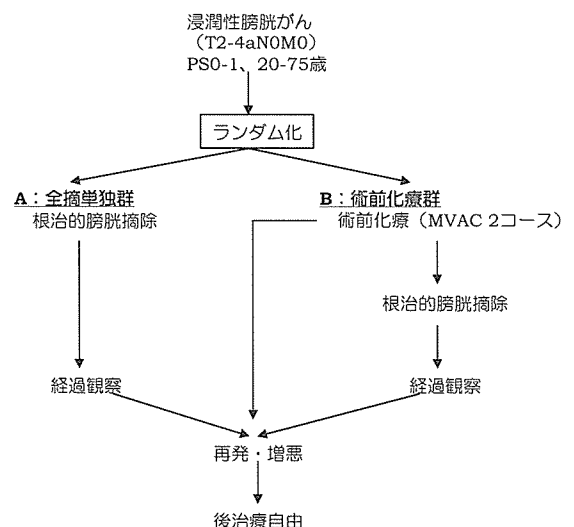 浸潤性膀胱がん
（T2-4aN0M0）
PS0-1、20-75歳
ランダム化
A：全摘単独群
根治的膀胱摘除
B：術前化療群
術前化療（MVAC 2コース）
根治的膀胱摘除
経過観察
経過観察
再発・増悪
後治療自由